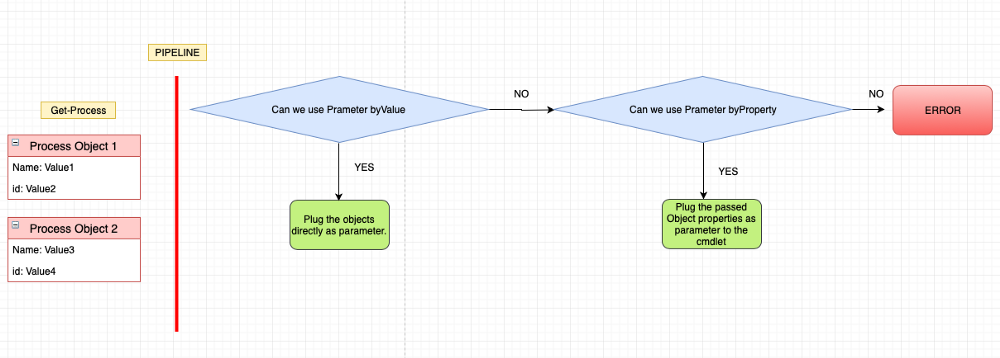 PIPELINE
Get-Process
Process Object 1
Name: Value1
id: Value2
Process Object 2
Name: Value3
id: Value4
Can we use Prameter byValue
NO
YES
Plug the objects
directly as parameter.
Can we use Prameter byProperty
NO
YES
Plug the passed
Object properties as
parameter to the
cmdlet
ERROR